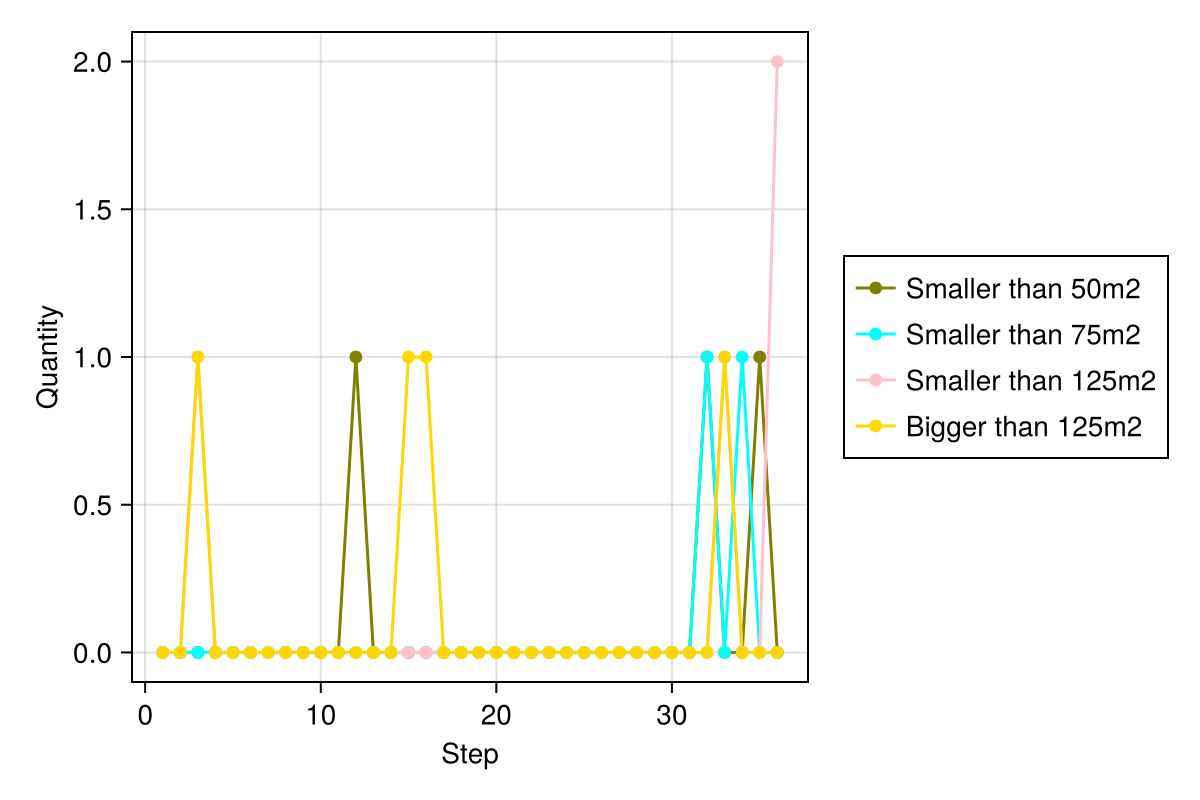 2.0
1.5
1.0
0.5
0.0
Quantity
0 10 20 30
Step
Smaller than 50m2
Smaller than 75m2
Smaller than 125m2
Bigger than 125m2